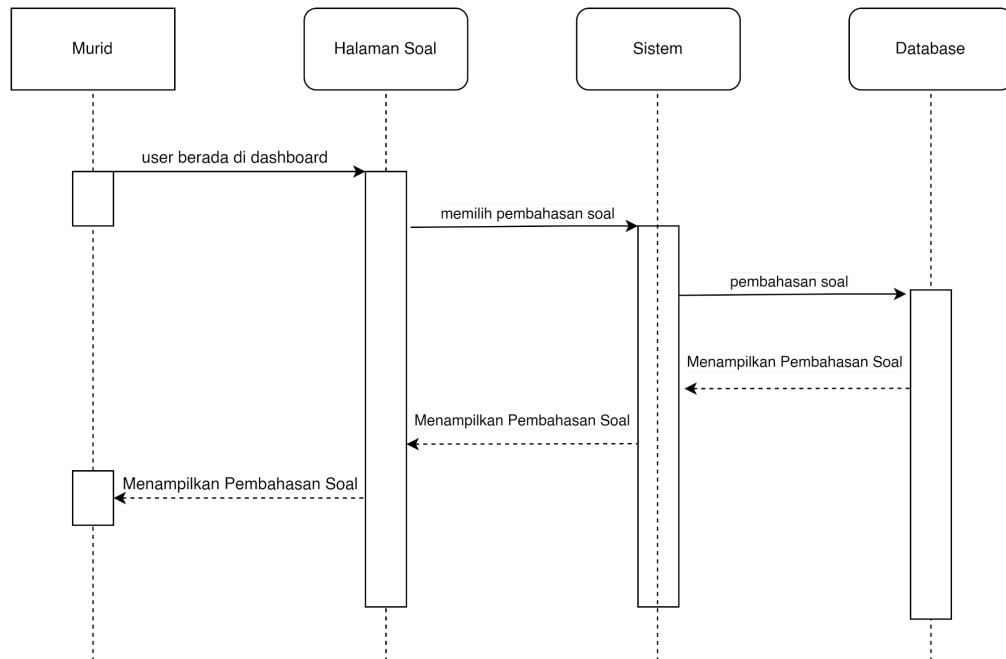 Murid
Halaman Soal
Sistem
Database
user berada di dashboard
memilih pembahasan soal
pembahasan soal
Menampilkan Pembahasan Soal
Menampilkan Pembahasan Soal
Menampilkan Pembahasan Soal